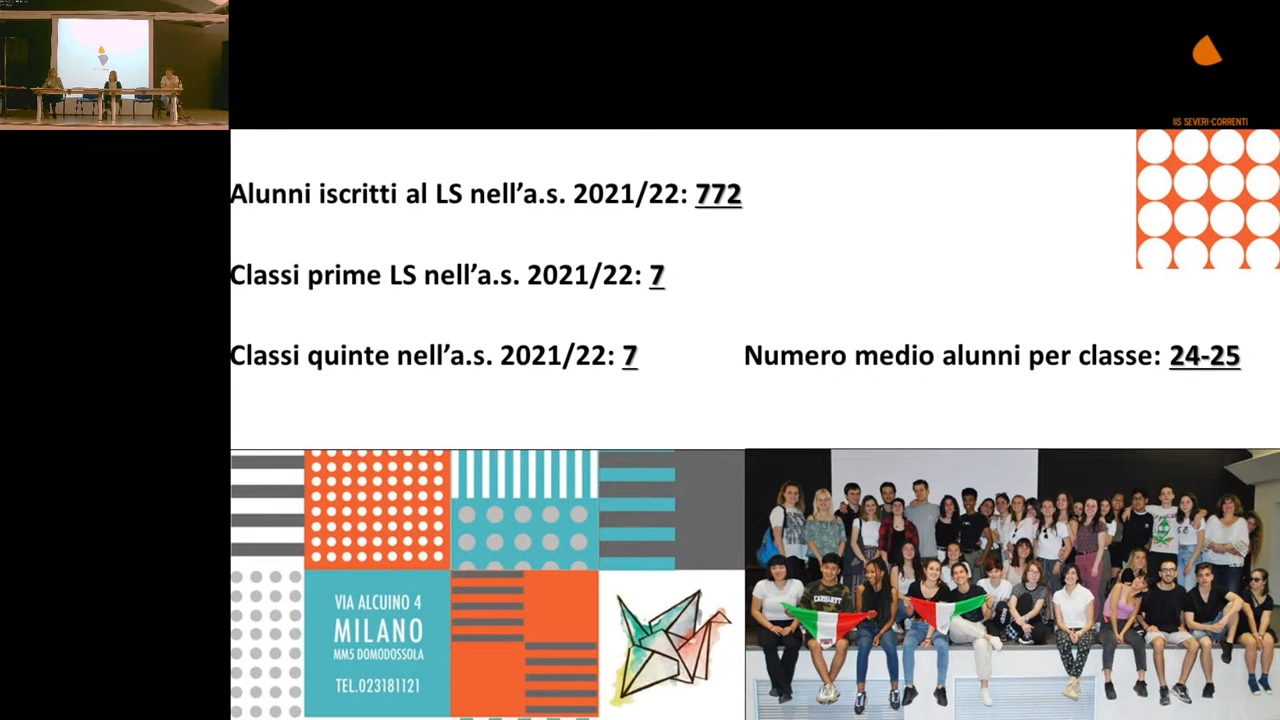 IIS SEVERI-CORRENTI
Alunni iscritti al LS nell’a.s. 2021/22: 772
Classi prime LS nell’a.s. 2021/22: 7
Classi quinte nell’a.s. 2021/22: 7
Numero medio alunni per classe: 24-25
VIA ALCUINO 4
MILANO
MM5 DOMODOSSOLA
TEL.023181121